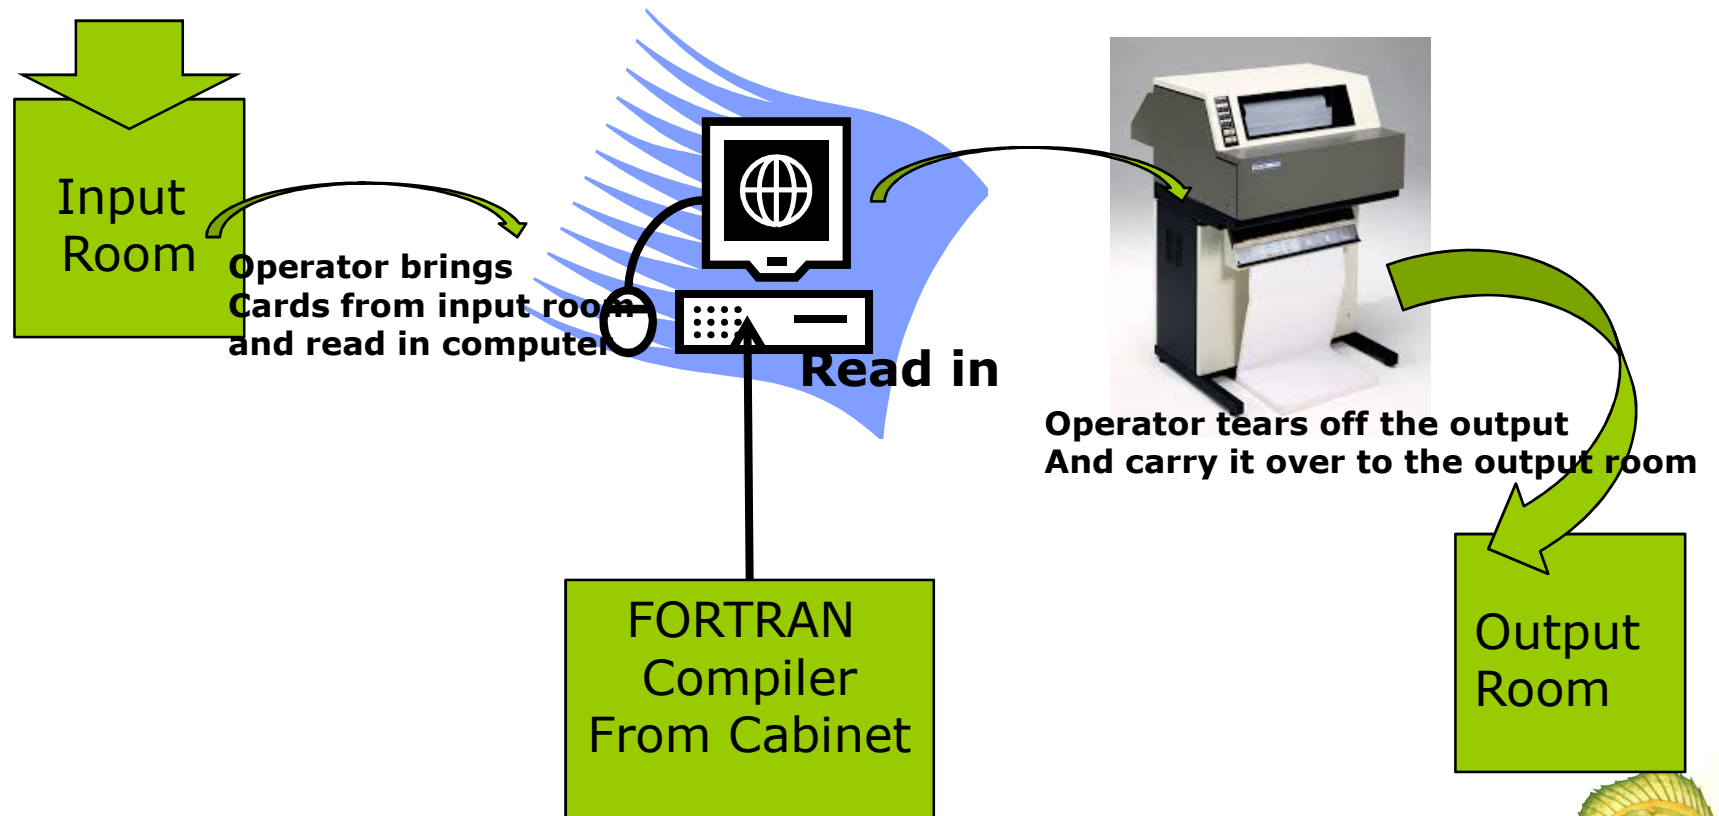 Input
Room
Operator brings
Cards from input room
and read in computer
Read in
Operator tears off the output
And carry it over to the output room
FORTRAN
Compiler
From Cabinet
Output
Room